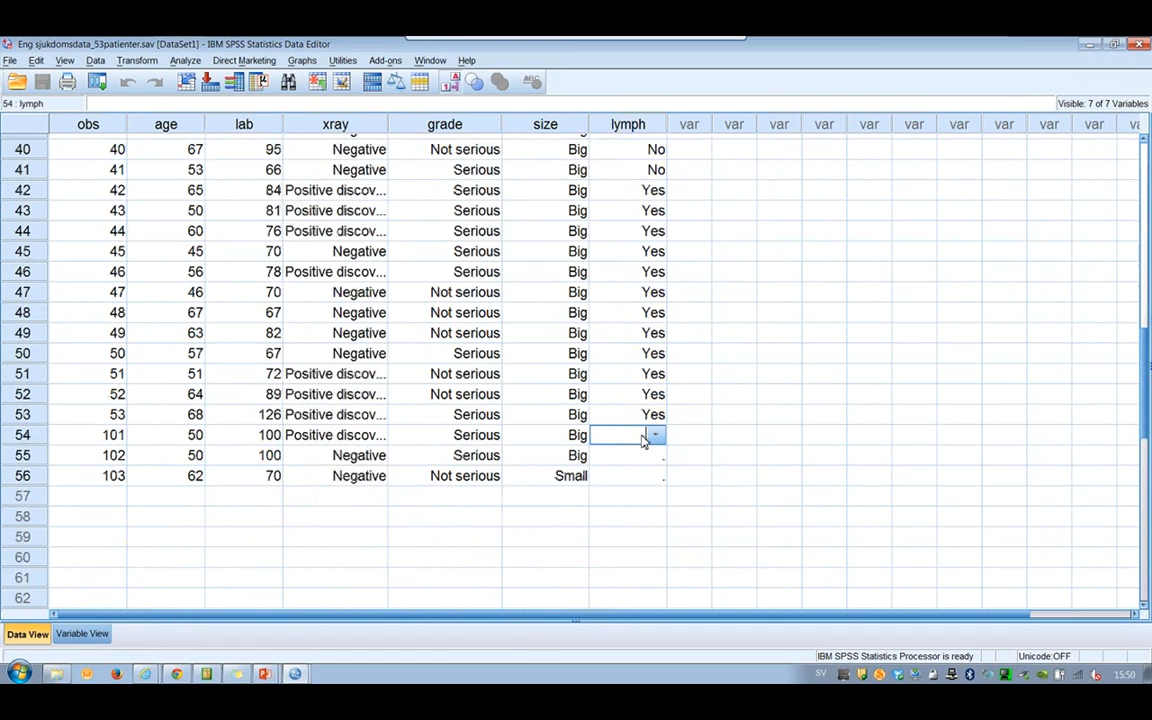 Eng sjukdomsdata_53patienter.sav [DataSet1] - IBM SPSS Statistics Data Editor
File Edit View Data Transform Analyze Direct Marketing Graphs Utilities Add-ons Window Help
54 : lymph Visible: 7 of 7 Variables
obs age lab xray grade size lymph var var var var var var var var var
40 40 67 95 Negative Not serious Big No
41 41 53 66 Negative Serious Big No
42 42 65 84 Positive discov... Serious Big Yes
43 43 50 81 Positive discov... Serious Big Yes
44 44 60 76 Positive discov... Serious Big Yes
45 45 45 70 Negative Serious Big Yes
46 46 56 78 Positive discov... Serious Big Yes
47 47 46 70 Negative Not serious Big Yes
48 48 67 67 Negative Not serious Big Yes
49 49 63 82 Negative Not serious Big Yes
50 50 57 67 Negative Serious Big Yes
51 51 51 72 Positive discov... Not serious Big Yes
52 52 64 89 Positive discov... Not serious Big Yes
53 53 68 126 Positive discov... Serious Big Yes
54 101 50 100 Positive discov... Serious Big
55 102 50 100 Negative Serious Big .
56 103 62 70 Negative Not serious Small .
57
58
59
60
61
62
Data View Variable View
IBM SPSS Statistics Processor is ready Unicode:OFF
SV 15:50